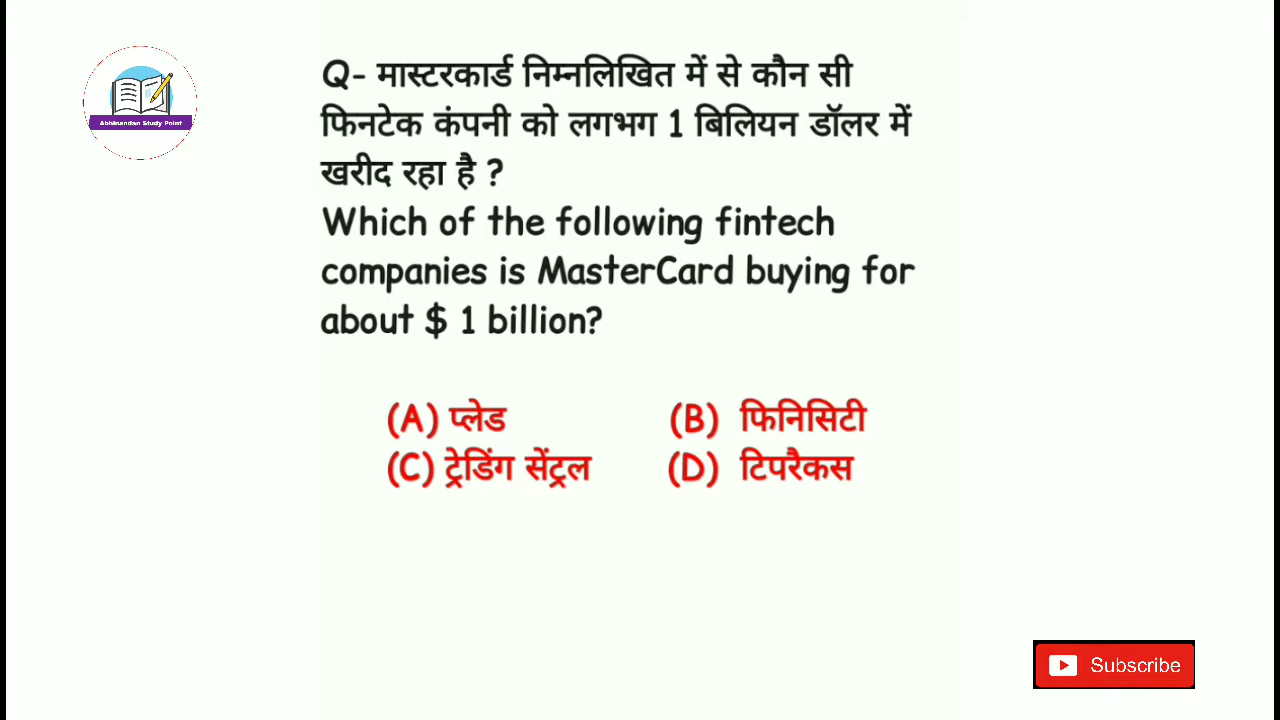 Abhinandan Study Point
Q- मास्टरकार्ड निम्नलिखित में से कौन सी
फिनटेक कंपनी को लगभग 1 बिलियन डॉलर में
खरीद रहा है ?
Which of the following fintech
companies is MasterCard buying for
about $ 1 billion?
(A) प्लेड (B) फिनिसिटी
(C) ट्रेडिंग सेंट्रल (D) टिपरैकस
Subscribe